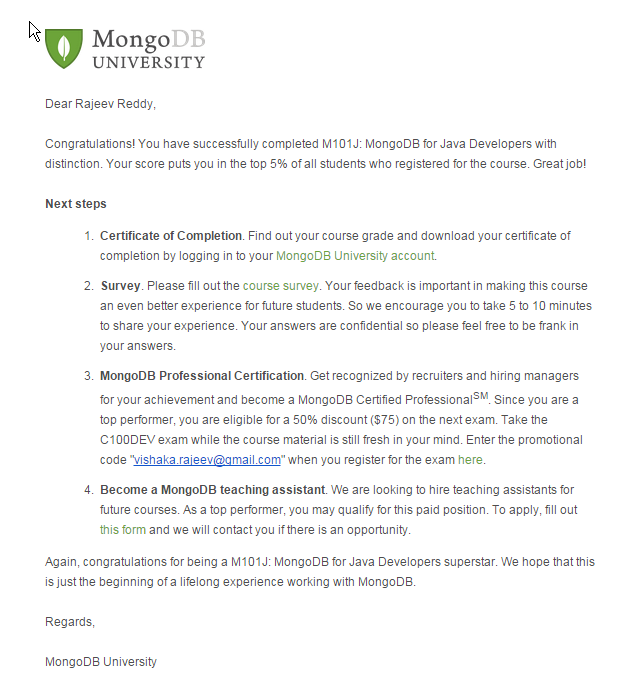 MongoDB
UNIVERSITY
Dear Rajeev Reddy,
Congratulations! You have successfully completed M101J: MongoDB for Java Developers with
distinction. Your score puts you in the top 5% of all students who registered for the course. Great job!
Next steps
1. Certificate of Completion. Find out your course grade and download your certificate of
completion by logging in to your MongoDB University account.
2. Survey. Please fill out the course survey. Your feedback is important in making this course
an even better experience for future students. So we encourage you to take 5 to 10 minutes
to share your experience. Your answers are confidential so please feel free to be frank in
your answers.
3. MongoDB Professional Certification. Get recognized by recruiters and hiring managers
for your achievement and become a MongoDB Certified ProfessionalSM. Since you are a
top performer, you are eligible for a 50% discount ($75) on the next exam. Take the
C100DEV exam while the course material is still fresh in your mind. Enter the promotional
code "vishaka.rajeev@gmail.com" when you register for the exam here.
4. Become a MongoDB teaching assistant. We are looking to hire teaching assistants for
future courses. As a top performer, you may qualify for this paid position. To apply, fill out
this form and we will contact you if there is an opportunity.
Again, congratulations for being a M101J: MongoDB for Java Developers superstar. We hope that this
is just the beginning of a lifelong experience working with MongoDB.
Regards,
MongoDB University